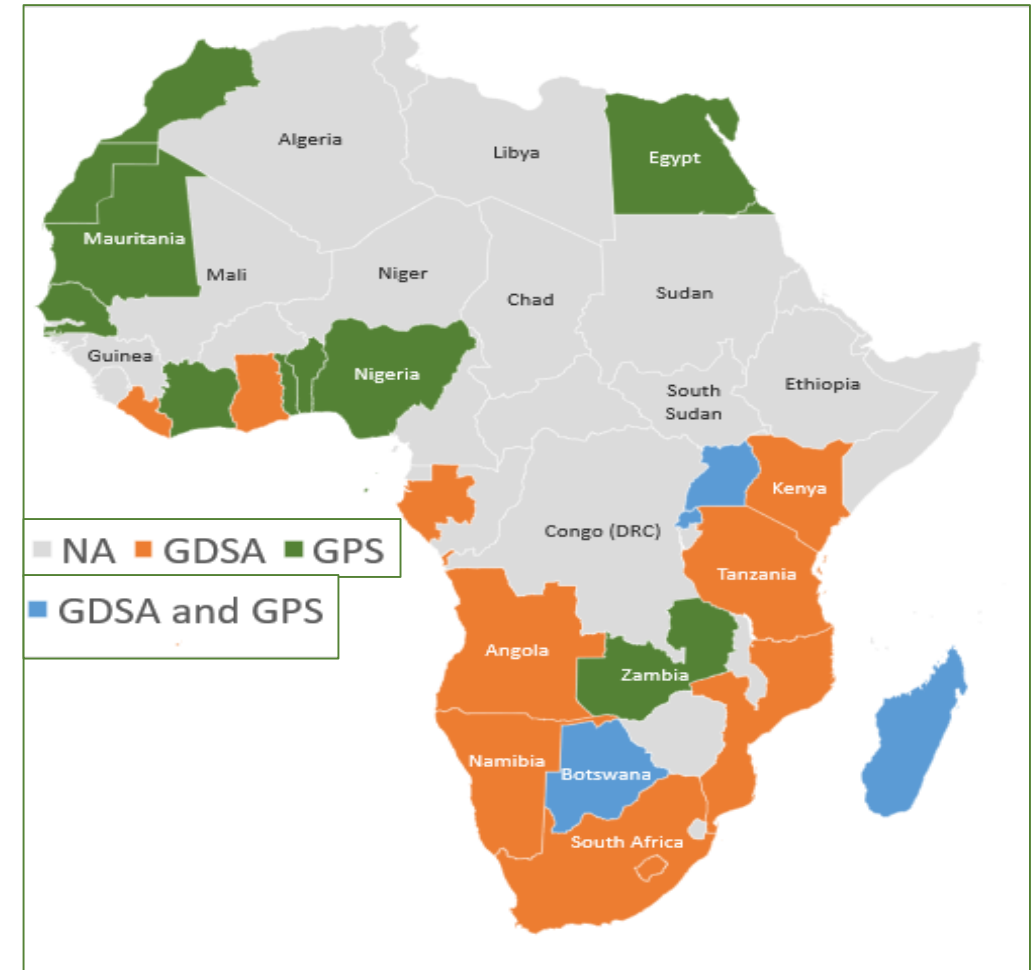 Algeria
Libya
Egypt
Mauritania
Mali
Niger
Chad
Sudan
Guinea
Nigeria
South
Sudan
Ethiopia
Kenya
Congo (DRC)
NA GDSA GPS
Tanzania
GDSA and GPS
Angola
Zambia
Namibia
Botswana
South Africa